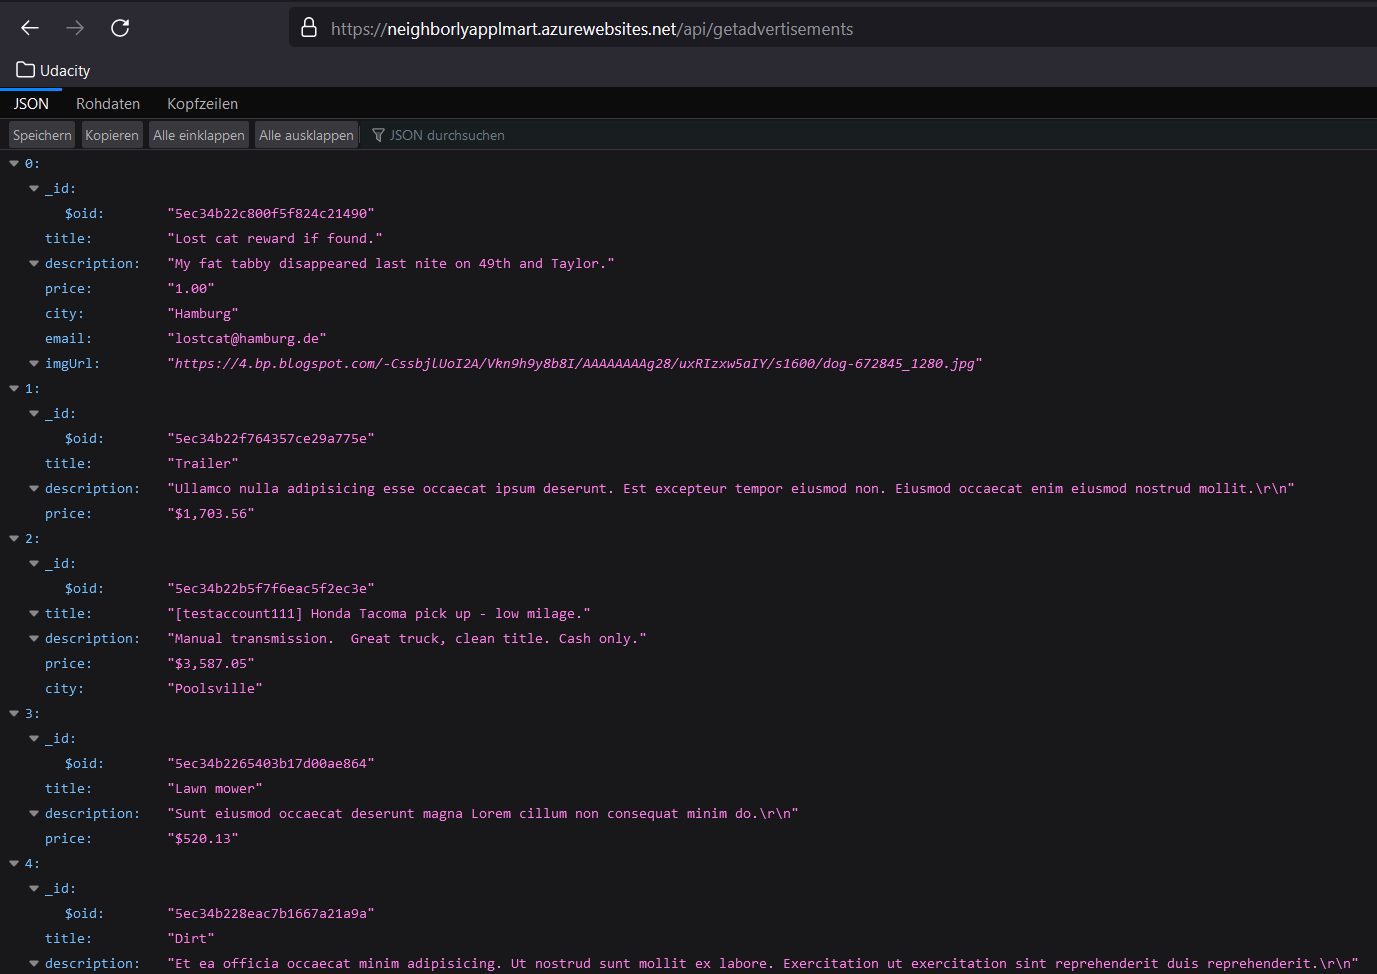 https://neighborlyapplmart.azurewebsites.net/api/getadvertisements
Udacity
JSON Rohdaten Kopfzeilen
Speichern Kopieren Alle einklappen Alle ausklappen JSON durchsuchen
0:
_id:
$oid: "5ec34b22c800f5f824c21490"
title: "Lost cat reward if found."
description: "My fat tabby disappeared last nite on 49th and Taylor."
price: "1.00"
city: "Hamburg"
email: "lostcat@hamburg.de"
imgUrl: "https://4.bp.blogspot.com/-CssbjlUoI2A/Vkn9h9y8b8I/AAAAAAAAg28/uxRIzxw5aIY/s1600/dog-672845_1280.jpg"
1:
_id:
$oid: "5ec34b22f764357ce29a775e"
title: "Trailer"
description: "Ullamco nulla adipisicing esse occaecat ipsum deserunt. Est excepteur tempor eiusmod non. Eiusmod occaecat enim eiusmod nostrud mollit.\r\n"
price: "$1,703.56"
2:
_id:
$oid: "5ec34b22b5f7f6eac5f2ec3e"
title: "[testaccount111] Honda Tacoma pick up - low milage."
description: "Manual transmission.  Great truck, clean title. Cash only."
price: "$3,587.05"
city: "Poolsville"
3:
_id:
$oid: "5ec34b2265403b17d00ae864"
title: "Lawn mower"
description: "Sunt eiusmod occaecat deserunt magna Lorem cillum non consequat minim do.\r\n"
price: "$520.13"
4:
_id:
$oid: "5ec34b228eac7b1667a21a9a"
title: "Dirt"
description: "Et ea officia occaecat minim adipisicing. Ut nostrud sunt mollit ex labore. Exercitation ut exercitation sint reprehenderit duis reprehenderit.\r\n"